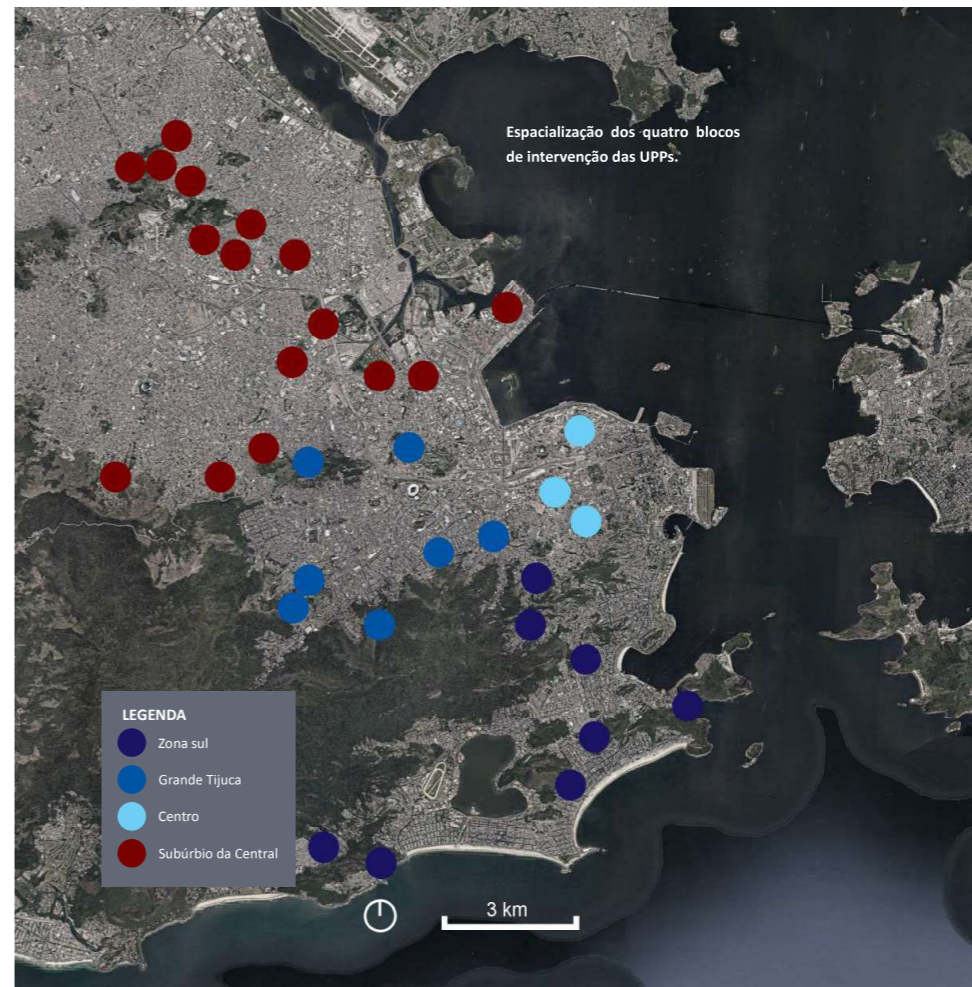 Espacialização dos quatro blocos
de intervenção das UPPs.
LEGENDA
Zona sul
Grande Tijuca
Centro
Subúrbio da Central
3 km